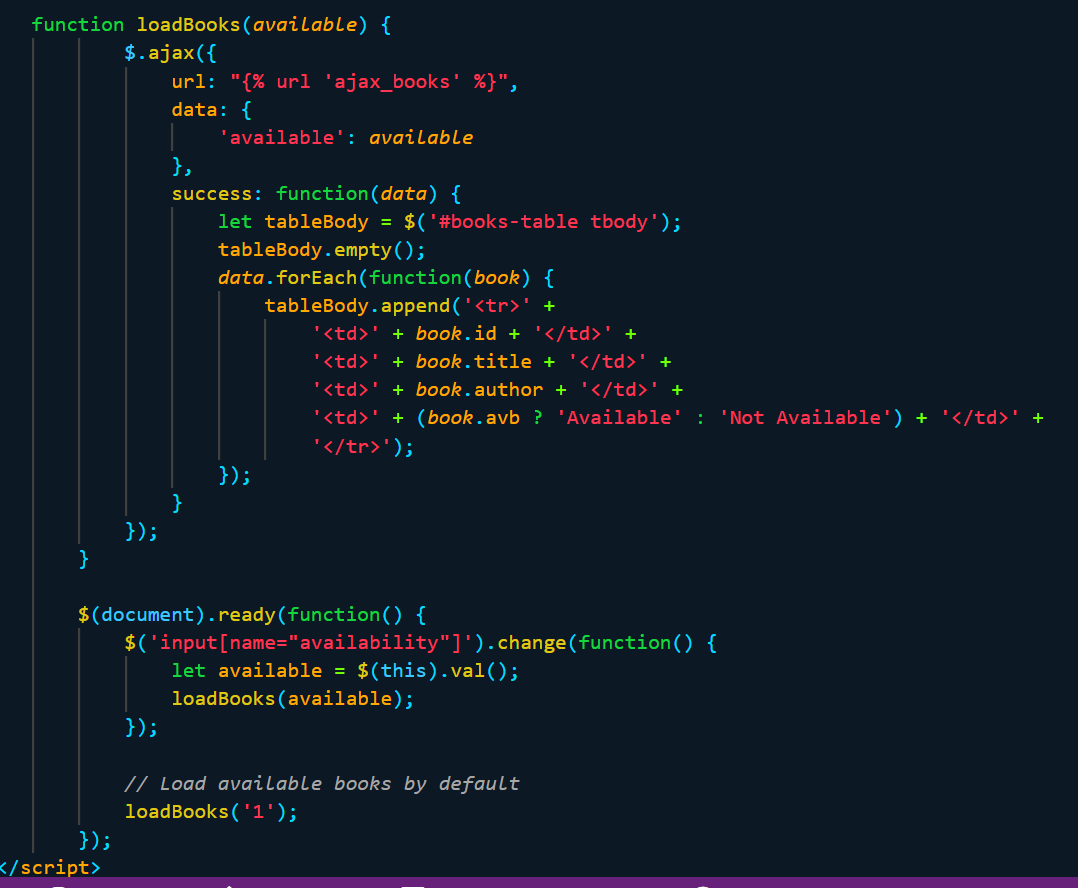 function loadBooks(available) {
$.ajax({
url: "{% url 'ajax_books' %}",
data: {
'available': available
},
success: function(data) {
let tableBody = $('#books-table tbody');
tableBody.empty();
data.forEach(function(book) {
tableBody.append('<tr>' +
'<td>' + book.id + '</td>' +
'<td>' + book.title + '</td>' +
'<td>' + book.author + '</td>' +
'<td>' + (book.avb ? 'Available' : 'Not Available') + '</td>' +
'</tr>');
});
}
});
}
$(document).ready(function() {
$('input[name="availability"]').change(function() {
let available = $(this).val();
loadBooks(available);
});
// Load available books by default
loadBooks('1');
});
</script>